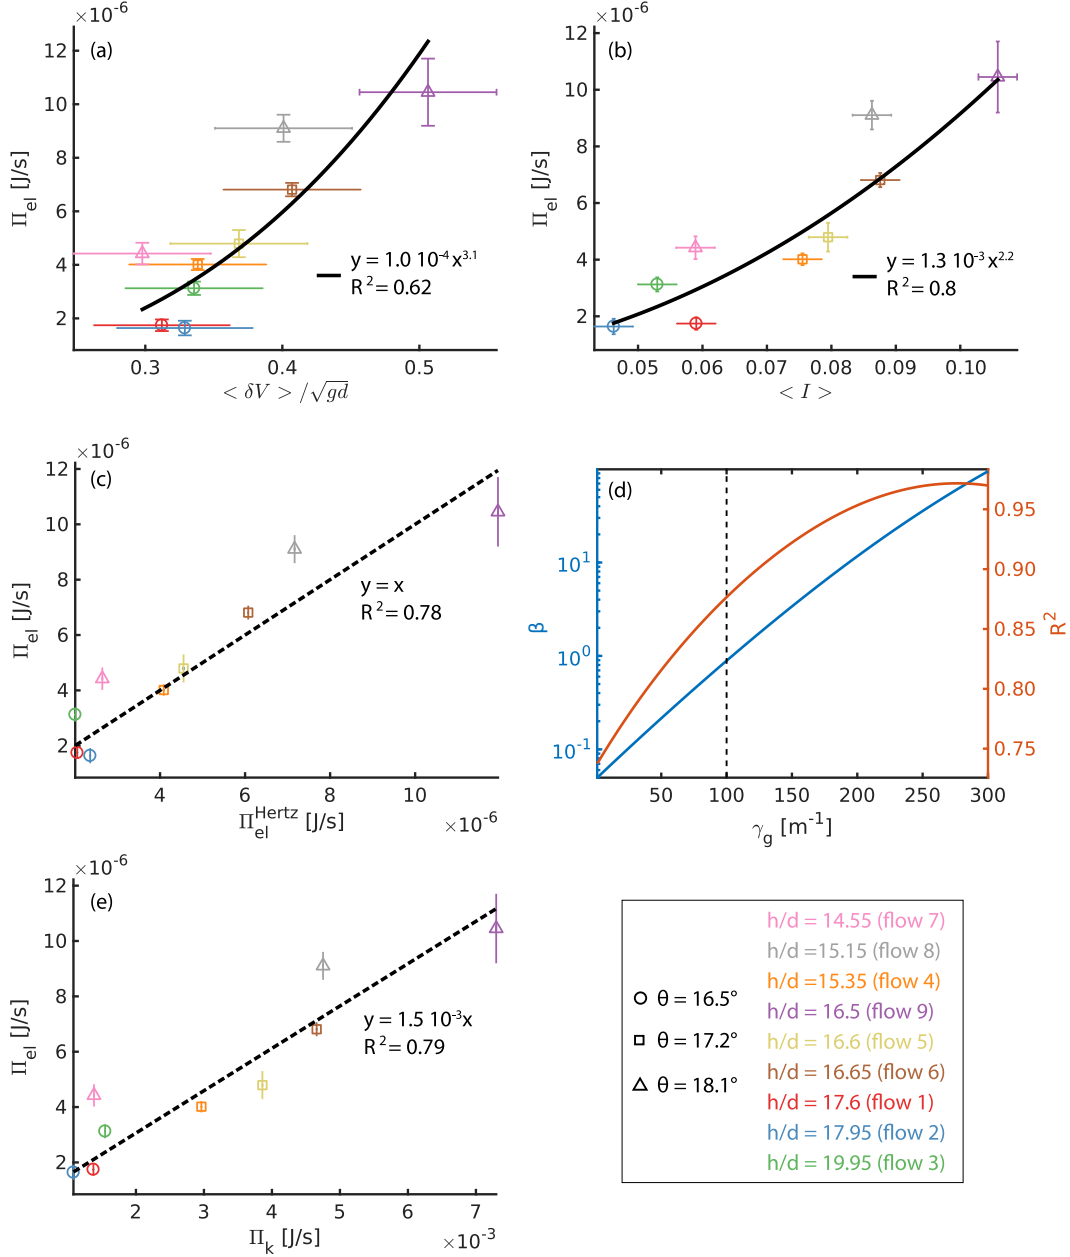 ×10⁻⁶
(a)
12
10
8
6
4
2
Π_el [J/s]
y = 1.0 10⁻⁴x³·¹
R² = 0.62
0.3
0.4
0.5
< δV > /√gd
×10⁻⁶
(b)
12
10
8
6
4
2
Π_el [J/s]
y = 1.3 10⁻³x²·²
R² = 0.8
0.05
0.06
0.07
0.08
0.09
0.10
< I >
×10⁻⁶
(c)
12
10
8
6
4
2
Π_el [J/s]
y = x
R² = 0.78
4
6
8
10
Π_el^Hertz [J/s]
×10⁻⁶
(d)
10¹
10⁰
10⁻¹
β
0.95
0.90
0.85
0.80
0.75
R²
50
100
150
200
250
300
γ_g [m⁻¹]
×10⁻⁶
(e)
12
10
8
6
4
2
Π_el [J/s]
y = 1.5 10⁻³x
R² = 0.79
2
3
4
5
6
7
Π_k [J/s]
×10⁻³
θ = 16.5°
θ = 17.2°
θ = 18.1°
h/d = 14.55 (flow 7)
h/d =15.15 (flow 8)
h/d =15.35 (flow 4)
h/d = 16.5 (flow 9)
h/d = 16.6 (flow 5)
h/d = 16.65 (flow 6)
h/d = 17.6 (flow 1)
h/d = 17.95 (flow 2)
h/d = 19.95 (flow 3)